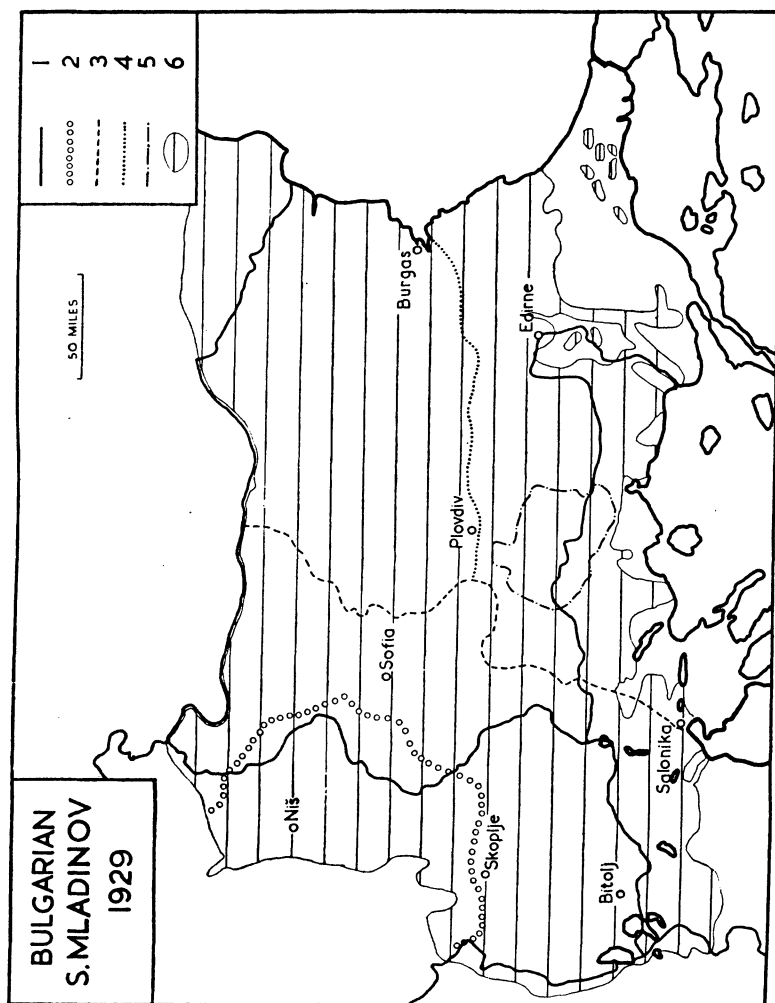 BULGARIAN
S. MLADINOV
1929
50 MILES
1
2
3
4
5
6
Niš
Sofia
Burgas
Plovdiv
Edirne
Skoplje
Bitolj
Salonika